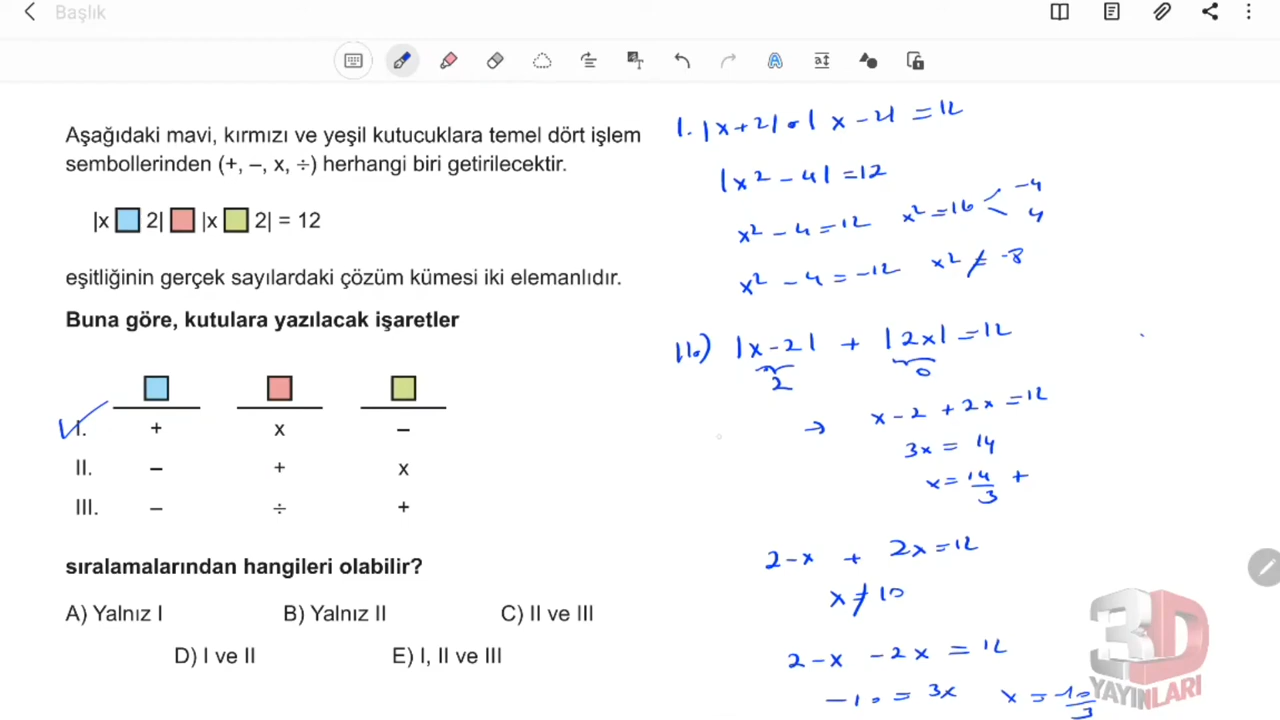 Başlık
Aşağıdaki mavi, kırmızı ve yeşil kutucuklara temel dört işlem
sembollerinden (+, –, x, ÷) herhangi biri getirilecektir.
|x 2| |x 2| = 12
eşitliğinin gerçek sayılardaki çözüm kümesi iki elemanlıdır.
Buna göre, kutulara yazılacak işaretler
I. + x –
II. – + x
III. – ÷ +
sıralamalarından hangileri olabilir?
A) Yalnız I B) Yalnız II C) II ve III
D) I ve II E) I, II ve III
1. |x+2| . |x-2| = 12
|x² - 4| = 12
x² - 4 = 12 x² = 16 -4
4
x² - 4 = -12 x² ≠ -8
11.) |x-2| + |2x| = 12
2 0
→ x-2 + 2x = 12
3x = 14
x = 14/3 +
2-x + 2x = 12
x ≠ 10
2-x -2x = 12
-10 = 3x x = -10/3
3D
YAYINLARI